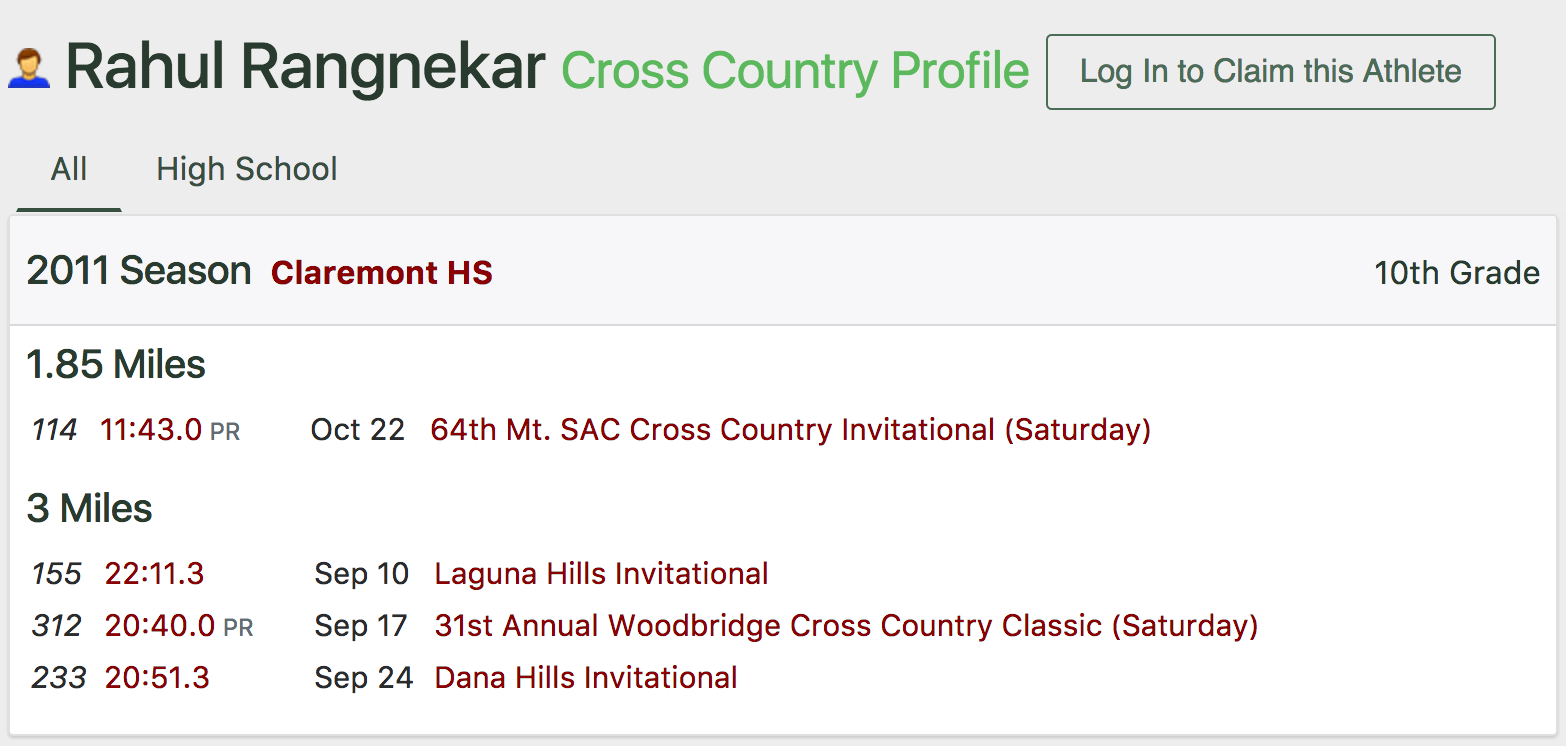 Rahul Rangnekar Cross Country Profile Log In to Claim this Athlete
All High School
2011 Season Claremont HS 10th Grade
1.85 Miles
114 11:43.0 PR Oct 22 64th Mt. SAC Cross Country Invitational (Saturday)
3 Miles
155 22:11.3 Sep 10 Laguna Hills Invitational
312 20:40.0 PR Sep 17 31st Annual Woodbridge Cross Country Classic (Saturday)
233 20:51.3 Sep 24 Dana Hills Invitational